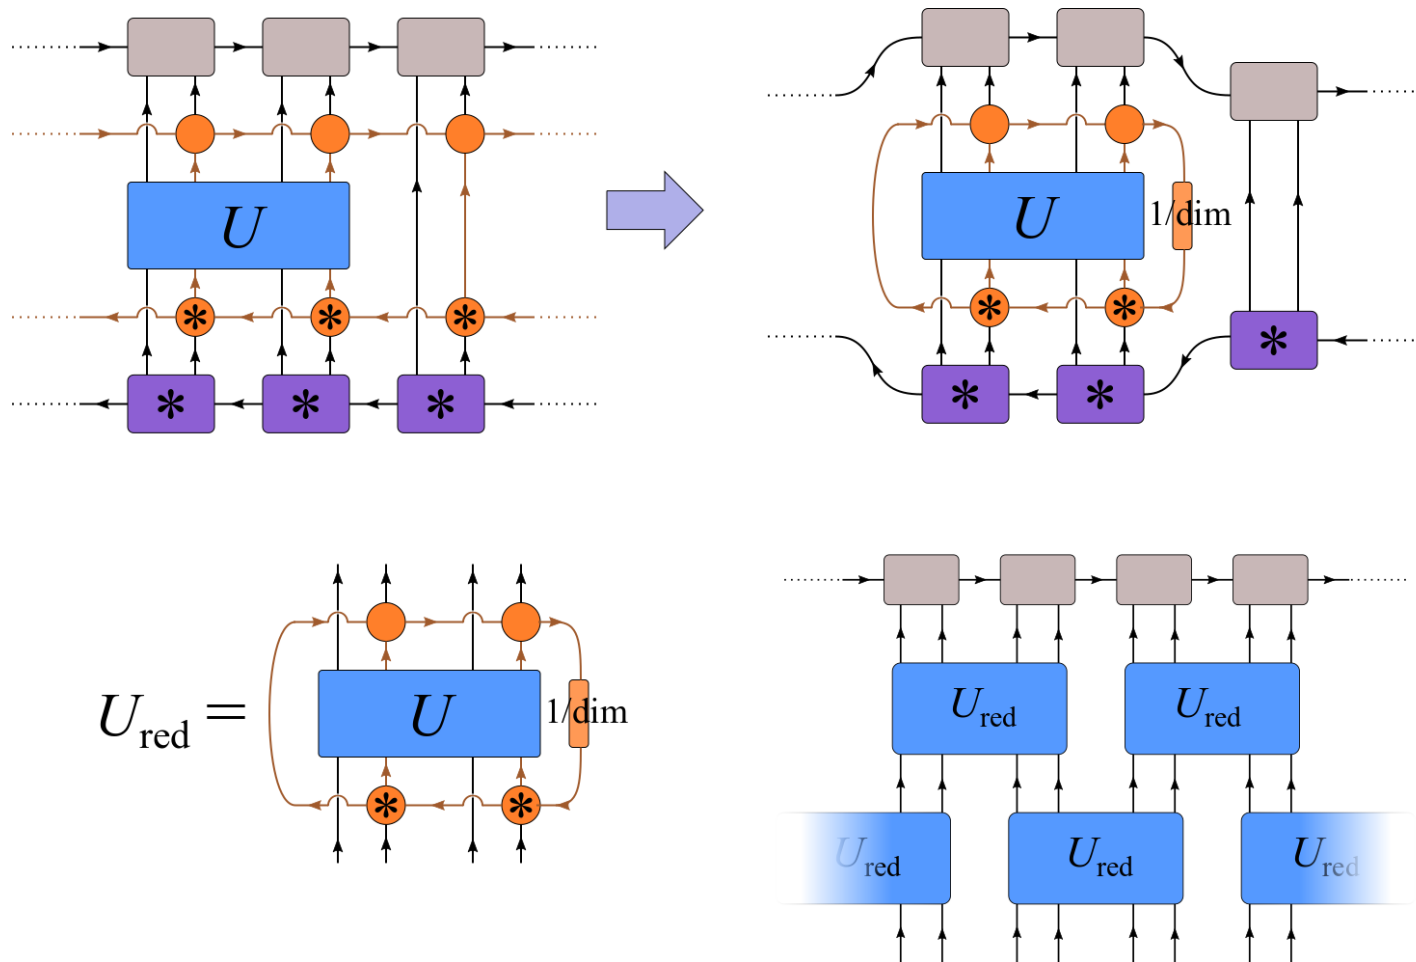 U
* * *
U
1/dim
* *
* * *
U_red =
U
1/dim
* *
U_red U_red
U_red U_red U_red